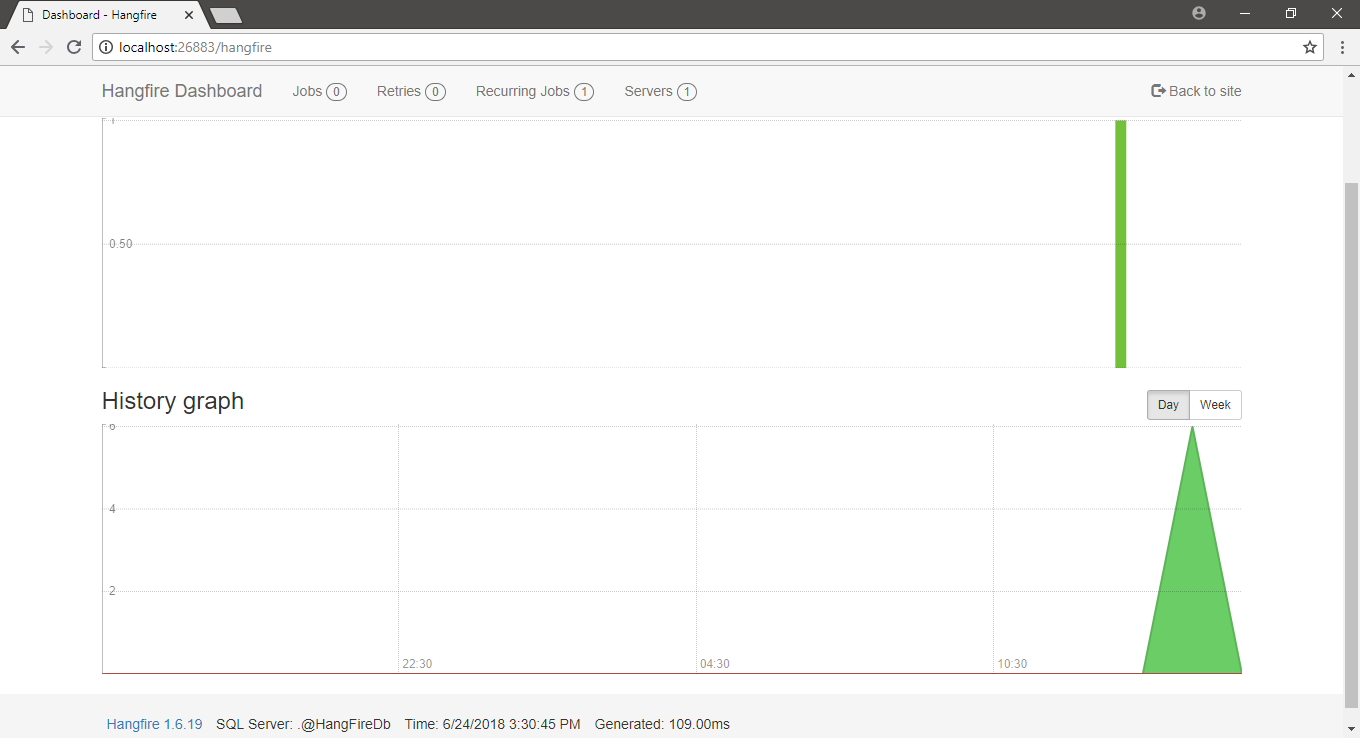 Dashboard - Hangfire
localhost:26883/hangfire
Hangfire Dashboard Jobs 0 Retries 0 Recurring Jobs 1 Servers 1 Back to site
1
0.50
History graph Day Week
6
4
2
22:30 04:30 10:30
Hangfire 1.6.19 SQL Server: .@HangFireDb Time: 6/24/2018 3:30:45 PM Generated: 109.00ms